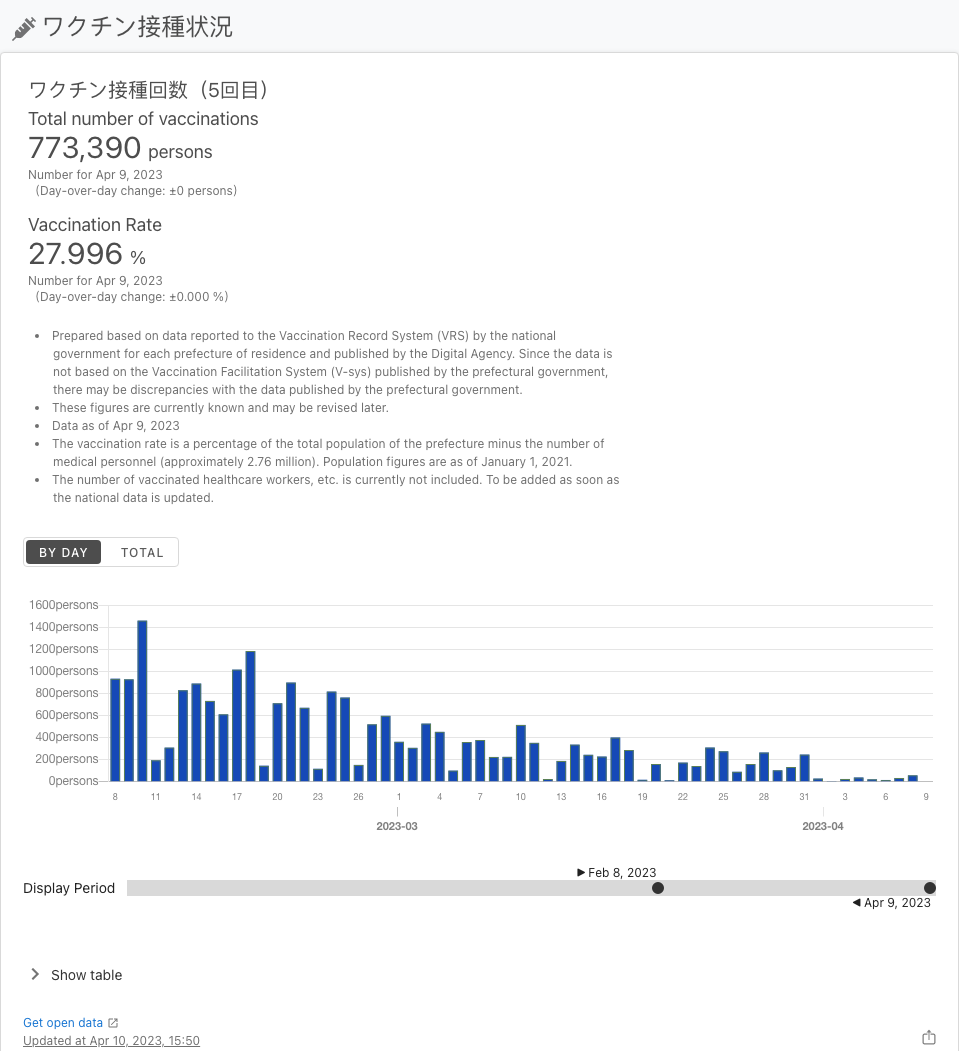 ワクチン接種状況
ワクチン接種回数（5回目）
Total number of vaccinations
773,390 persons
Number for Apr 9, 2023
(Day-over-day change: ±0 persons)
Vaccination Rate
27.996 %
Number for Apr 9, 2023
(Day-over-day change: ±0.000 %)
• Prepared based on data reported to the Vaccination Record System (VRS) by the national
government for each prefecture of residence and published by the Digital Agency. Since the data is
not based on the Vaccination Facilitation System (V-sys) published by the prefectural government,
there may be discrepancies with the data published by the prefectural government.
• These figures are currently known and may be revised later.
• Data as of Apr 9, 2023
• The vaccination rate is a percentage of the total population of the prefecture minus the number of
medical personnel (approximately 2.76 million). Population figures are as of January 1, 2021.
• The number of vaccinated healthcare workers, etc. is currently not included. To be added as soon as
the national data is updated.
BY DAY TOTAL
1600persons
1400persons
1200persons
1000persons
800persons
600persons
400persons
200persons
0persons
8 11 14 17 20 23 26 1 4 7 10 13 16 19 22 25 28 31 3 6 9
2023-03 2023-04
Feb 8, 2023
Display Period
Apr 9, 2023
Show table
Get open data
Updated at Apr 10, 2023, 15:50